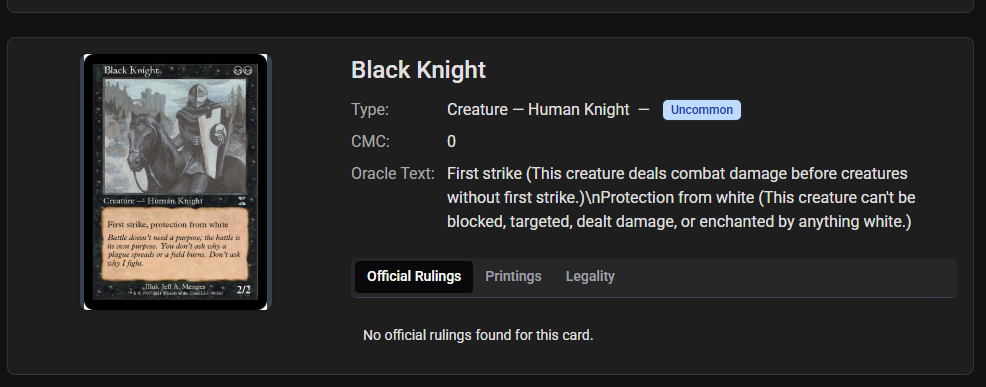 Black Knight
Creature — Human Knight
First strike, protection from white
Battle doesn't need a purpose; the battle is
its own purpose. You don't ask why a
plague spreads or a field burns. Don't ask
why I fight.
Illus. Jeff A. Menges
2/2
Black Knight
Type: Creature — Human Knight — Uncommon
CMC: 0
Oracle Text: First strike (This creature deals combat damage before creatures
without first strike.)\nProtection from white (This creature can't be
blocked, targeted, dealt damage, or enchanted by anything white.)
Official Rulings Printings Legality
No official rulings found for this card.